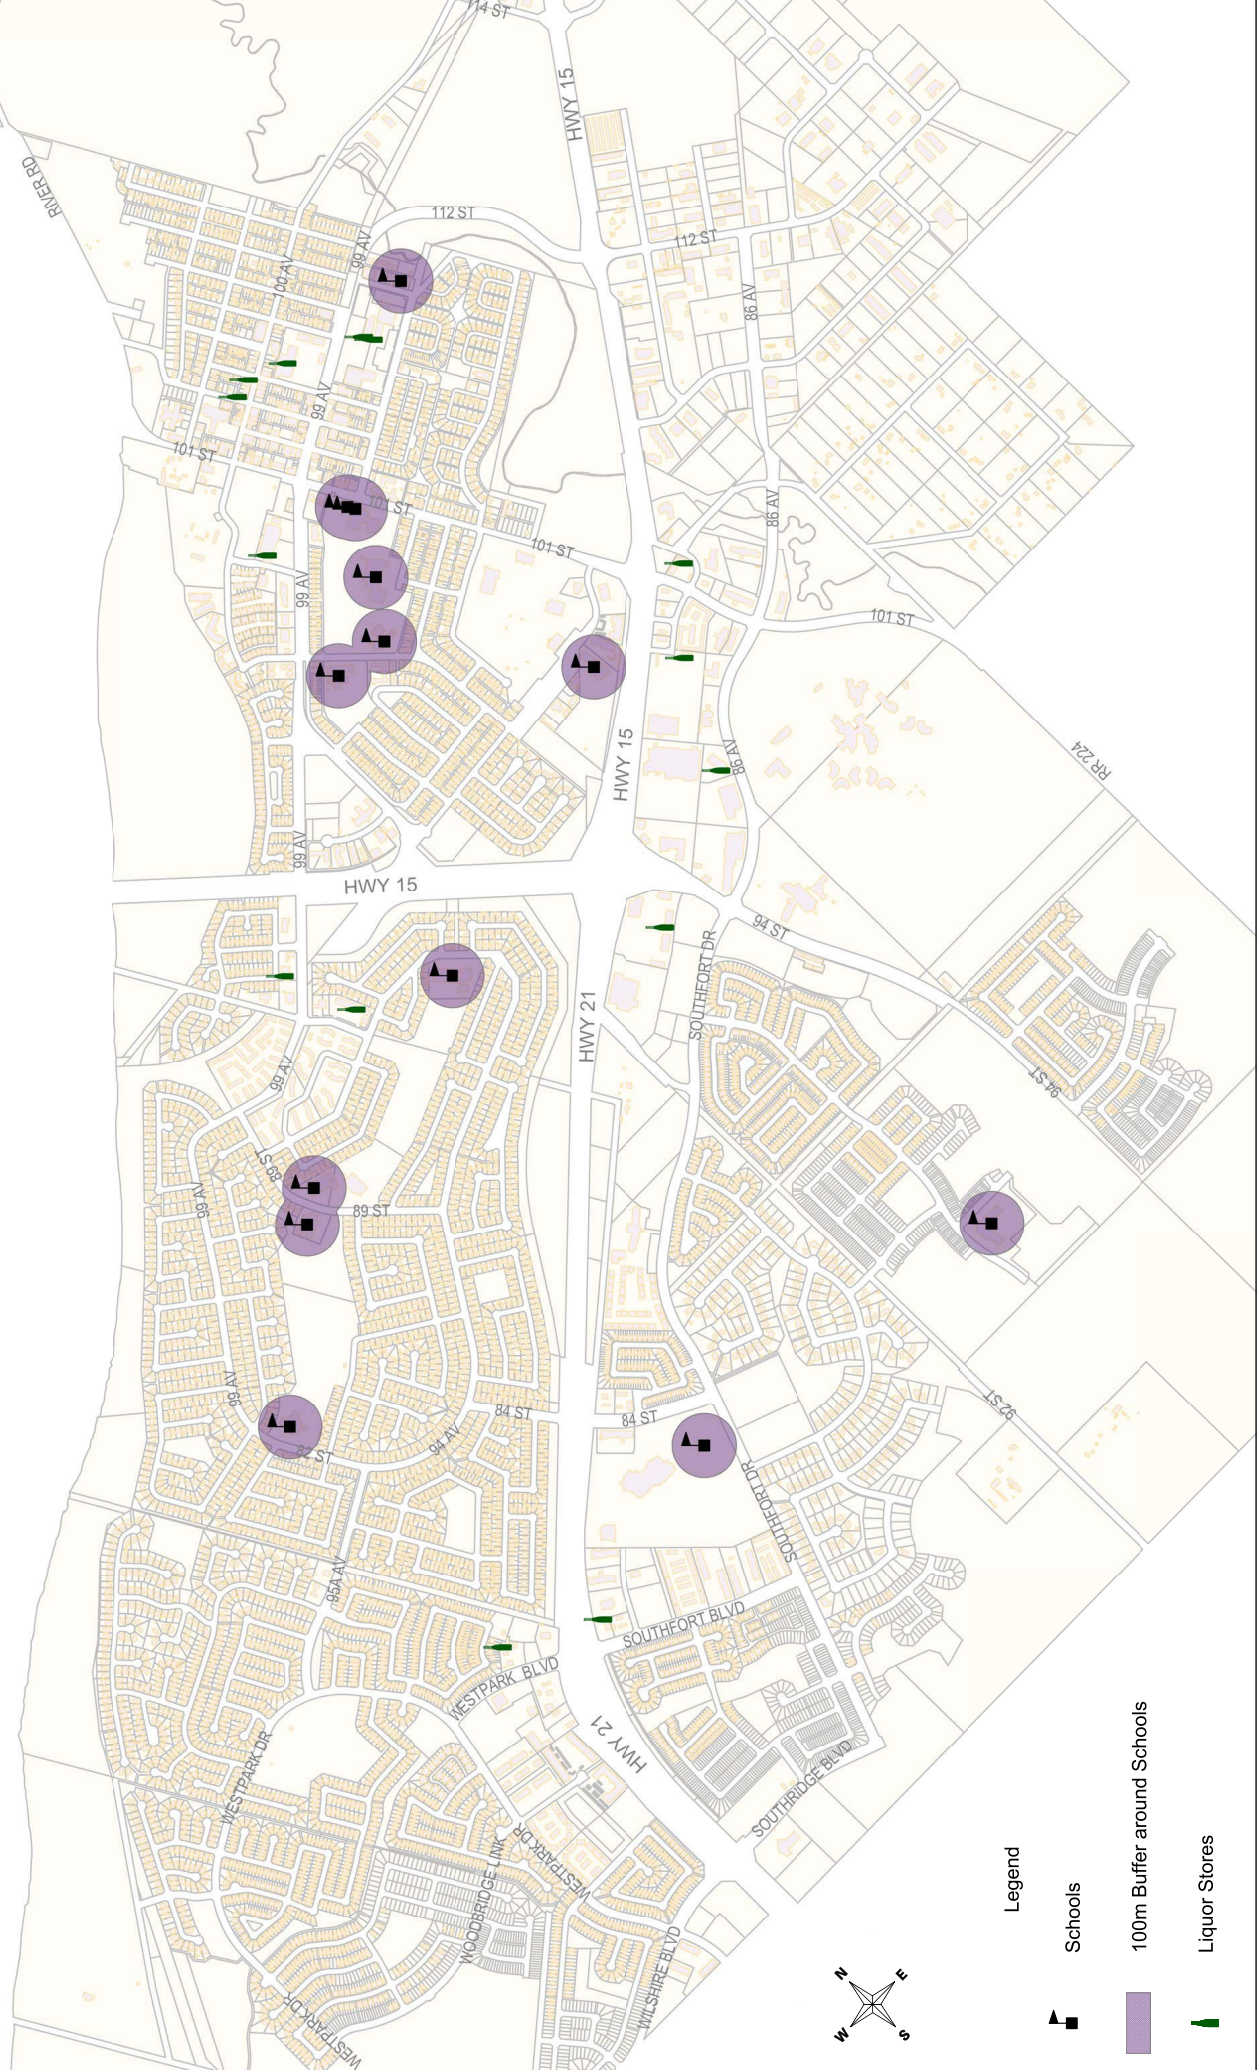 114 ST
HWY 15
RIVER RD
112 ST
99 AV
112 ST
100 AV
86 AV
99 AV
101 ST
101 ST
86 AV
101 ST
99 AV
101 ST
HWY 15
86 AV
RR 224
99 AV
HWY 15
94 ST
SOUTHFORT DR
HWY 21
99 AV
94 ST
89 ST
99 AV
89 ST
99 AV
92 ST
84 ST
84 ST
94 AV
82 ST
SOUTHFORT DR
95A AV
SOUTHFORT BLVD
WESTPARK BLVD
HWY 21
WESTPARK DR
SOUTHRIDGE BLVD
WESTPARK DR
WOODBRIDGE LINK
WILSHIRE BLVD
WESTPARK DR
N
E
W
S
Legend
Schools
100m Buffer around Schools
Liquor Stores